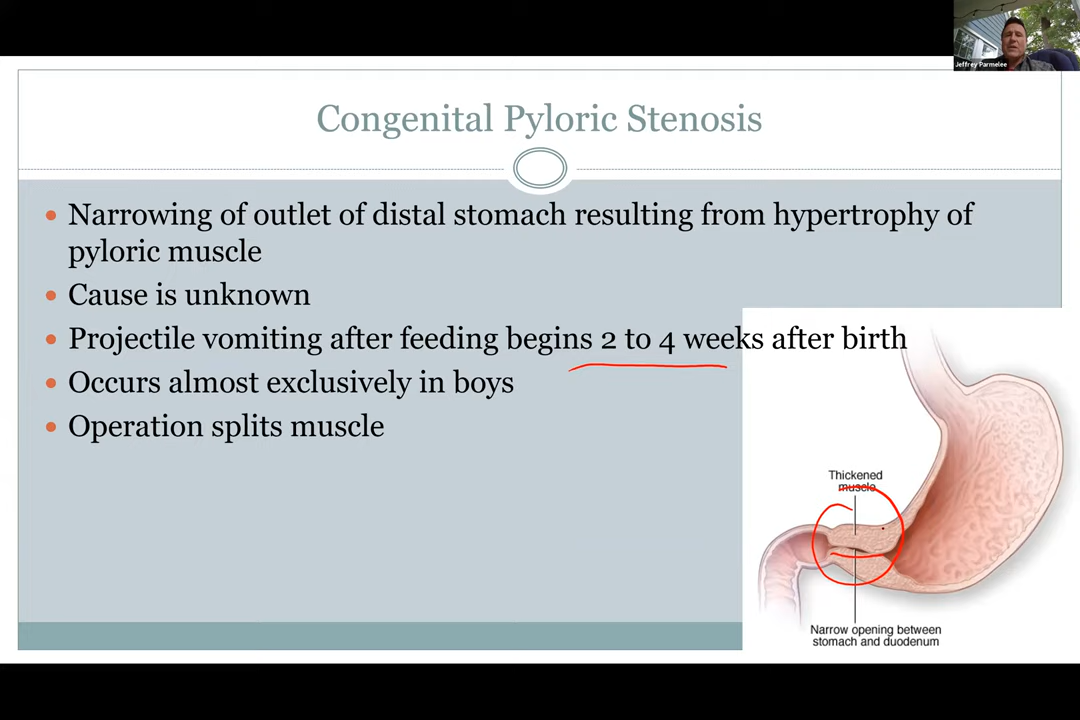 Jeffrey Parmelee
Congenital Pyloric Stenosis
• Narrowing of outlet of distal stomach resulting from hypertrophy of
pyloric muscle
• Cause is unknown
• Projectile vomiting after feeding begins 2 to 4 weeks after birth
• Occurs almost exclusively in boys
• Operation splits muscle
Thickened
muscle
Narrow opening between
stomach and duodenum